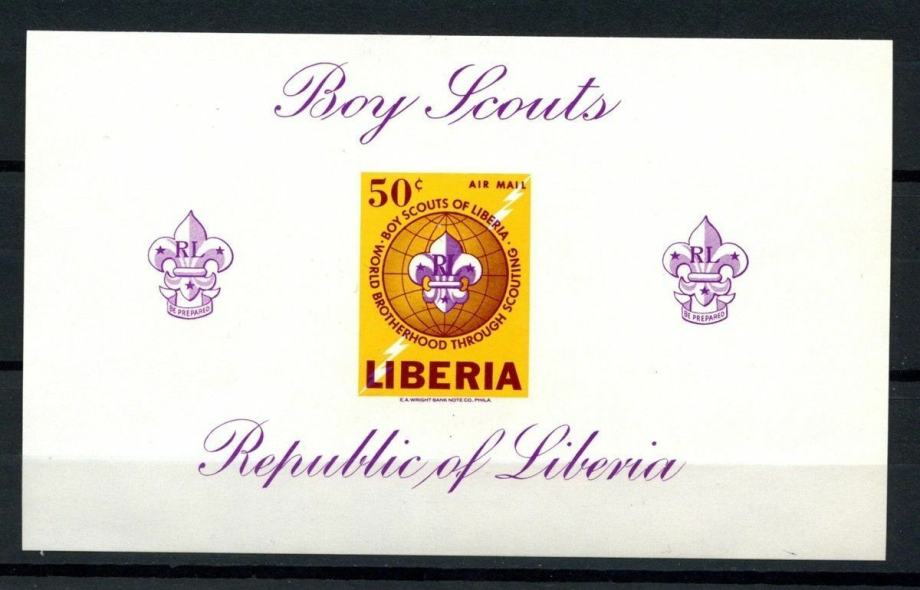 Boy Scouts
50¢ AIR MAIL
· BOY SCOUTS OF LIBERIA ·
WORLD BROTHERHOOD THROUGH SCOUTING
RL
BE PREPARED
RL
RL
BE PREPARED
LIBERIA
E.A. WRIGHT BANK NOTE CO., PHILA.
Republic of Liberia